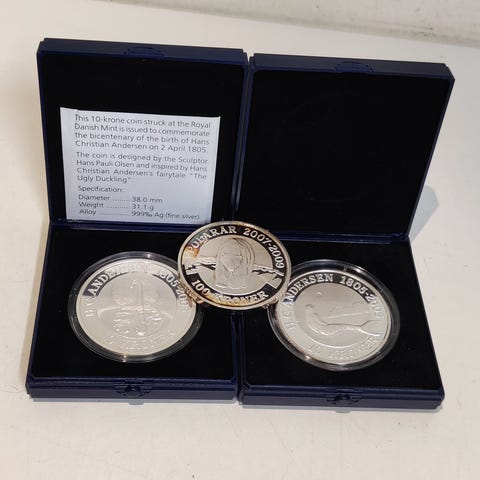 This 10-krone coin struck at the Royal
Danish Mint is issued to commemorate
the bicentenary of the birth of Hans
Christian Andersen on 2 April 1805.
The coin is designed by the Sculptor
Hans Pauli Olsen and inspired by Hans
Christian Andersen's fairytale "The
Ugly Duckling".
Specification:
Diameter ......... 38.0 mm
Weight ............ 31.1 g
Alloy ............... 999‰ Ag (fine silver)
POLARÅR 2007-2009
100 KRONER
H.C. ANDERSEN 1805-2005
10 KRONER
H.C. ANDERSEN 1805-2005
10 KRONER